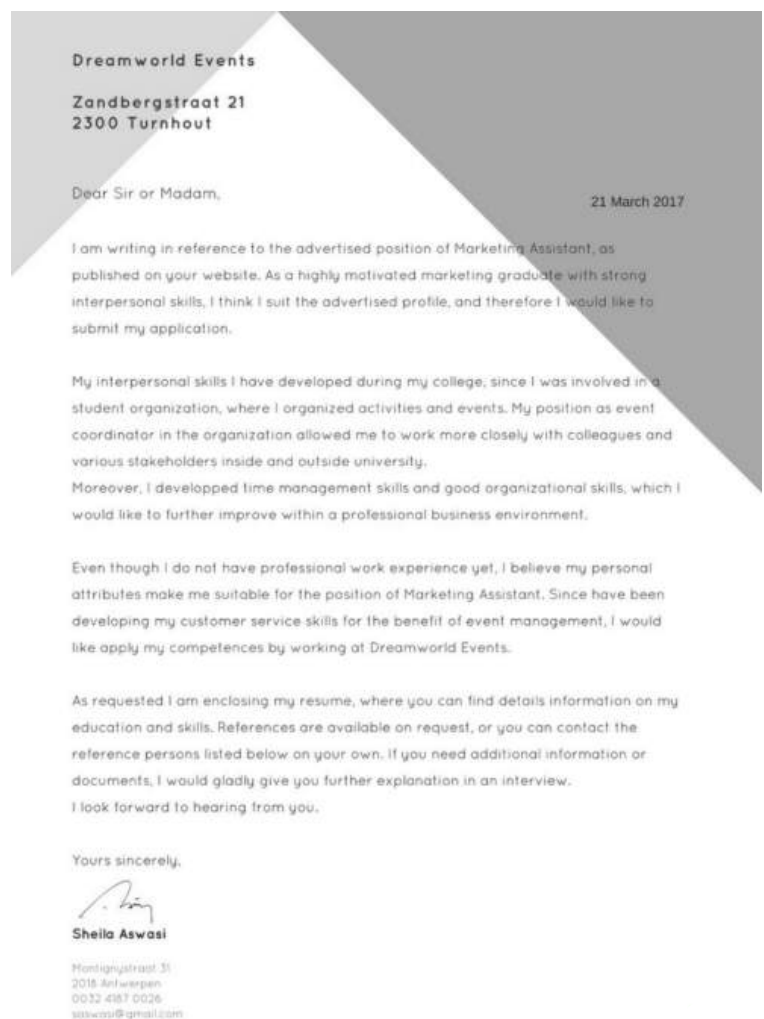 Dreamworld Events
Zandbergstraat 21
2300 Turnhout
Dear Sir or Madam,
21 March 2017
I am writing in reference to the advertised position of Marketing Assistant, as
published on your website. As a highly motivated marketing graduate with strong
interpersonal skills, I think I suit the advertised profile, and therefore I would like to
submit my application.
My interpersonal skills I have developed during my college, since I was involved in a
student organization, where I organized activities and events. My position as event
coordinator in the organization allowed me to work more closely with colleagues and
various stakeholders inside and outside university.
Moreover, I developped time management skills and good organizational skills, which I
would like to further improve within a professional business environment.
Even though I do not have professional work experience yet, I believe my personal
attributes make me suitable for the position of Marketing Assistant. Since have been
developing my customer service skills for the benefit of event management, I would
like apply my competences by working at Dreamworld Events.
As requested I am enclosing my resume, where you can find details information on my
education and skills. References are available on request, or you can contact the
reference persons listed below on your own. If you need additional information or
documents, I would gladly give you further explanation in an interview.
I look forward to hearing from you.
Yours sincerely,
Sheila Aswasi
Montignystraat 31
2018 Antwerpen
0032 4187 0026
saswasi@gmail.com